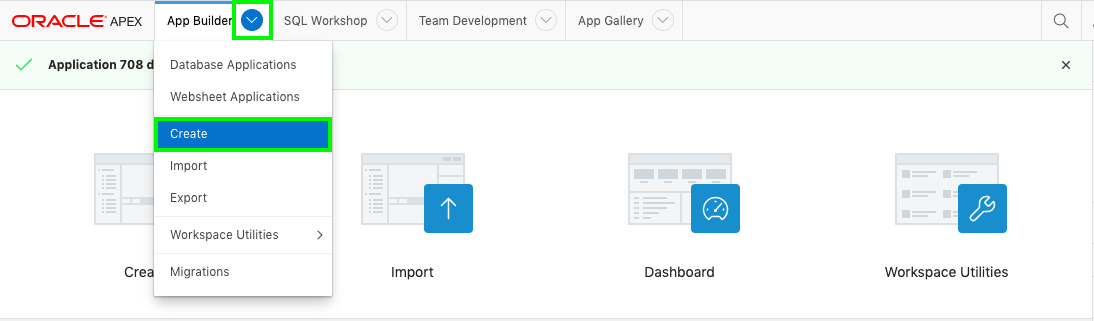 ORACLE APEX App Builder SQL Workshop Team Development App Gallery
Application 708 d
Database Applications
Websheet Applications
Create
Import
Export
Workspace Utilities
Migrations
Crea
Import
Dashboard
Workspace Utilities